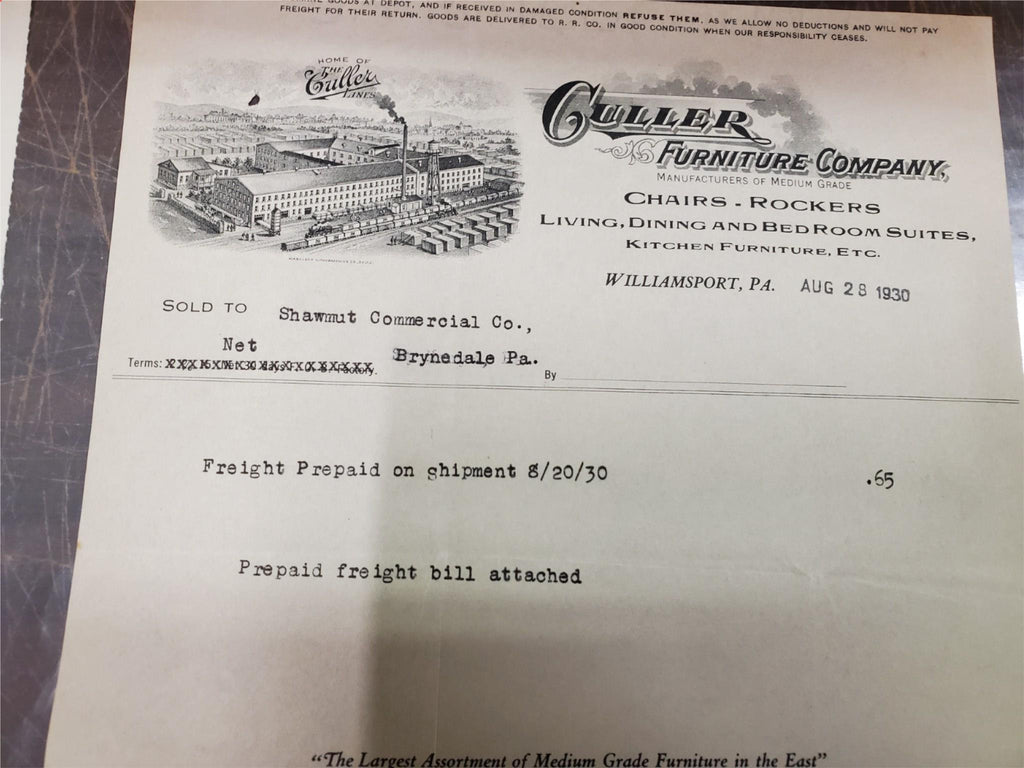 GOODS AT DEPOT, AND IF RECEIVED IN DAMAGED CONDITION REFUSE THEM, AS WE ALLOW NO DEDUCTIONS AND WILL NOT PAY
FREIGHT FOR THEIR RETURN. GOODS ARE DELIVERED TO R. R. CO. IN GOOD CONDITION WHEN OUR RESPONSIBILITY CEASES.
HOME OF
THE
Culler
LINES
CULLER
FURNITURE COMPANY,
MANUFACTURERS OF MEDIUM GRADE
CHAIRS - ROCKERS
LIVING, DINING AND BED ROOM SUITES,
KITCHEN FURNITURE, ETC.
WILLIAMSPORT, PA. AUG 28 1930
SOLD TO Shawmut Commercial Co.,
Net Brynedale Pa.
Terms:
By
Freight Prepaid on shipment 8/20/30 .65
Prepaid freight bill attached
"The Largest Assortment of Medium Grade Furniture in the East"